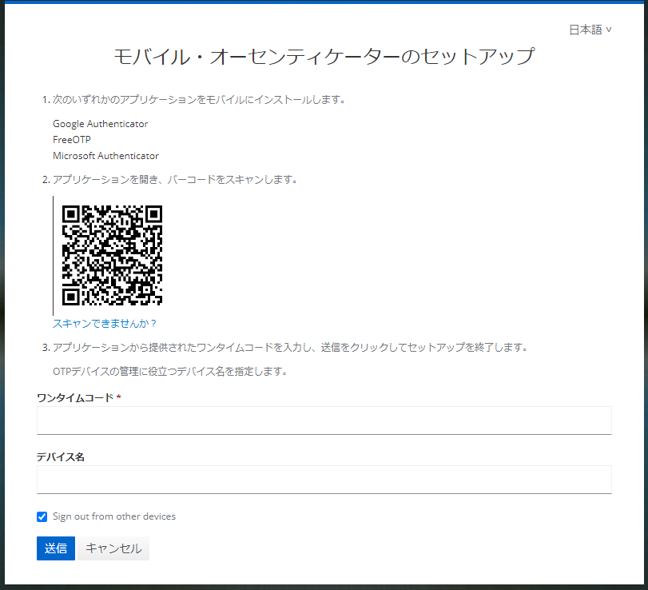 日本語 ˅
モバイル・オーセンティケーターのセットアップ
1. 次のいずれかのアプリケーションをモバイルにインストールします。
Google Authenticator
FreeOTP
Microsoft Authenticator
2. アプリケーションを開き、バーコードをスキャンします。
スキャンできませんか？
3. アプリケーションから提供されたワンタイムコードを入力し、送信をクリックしてセットアップを終了します。
OTPデバイスの管理に役立つデバイス名を指定します。
ワンタイムコード *
デバイス名
Sign out from other devices
送信 キャンセル